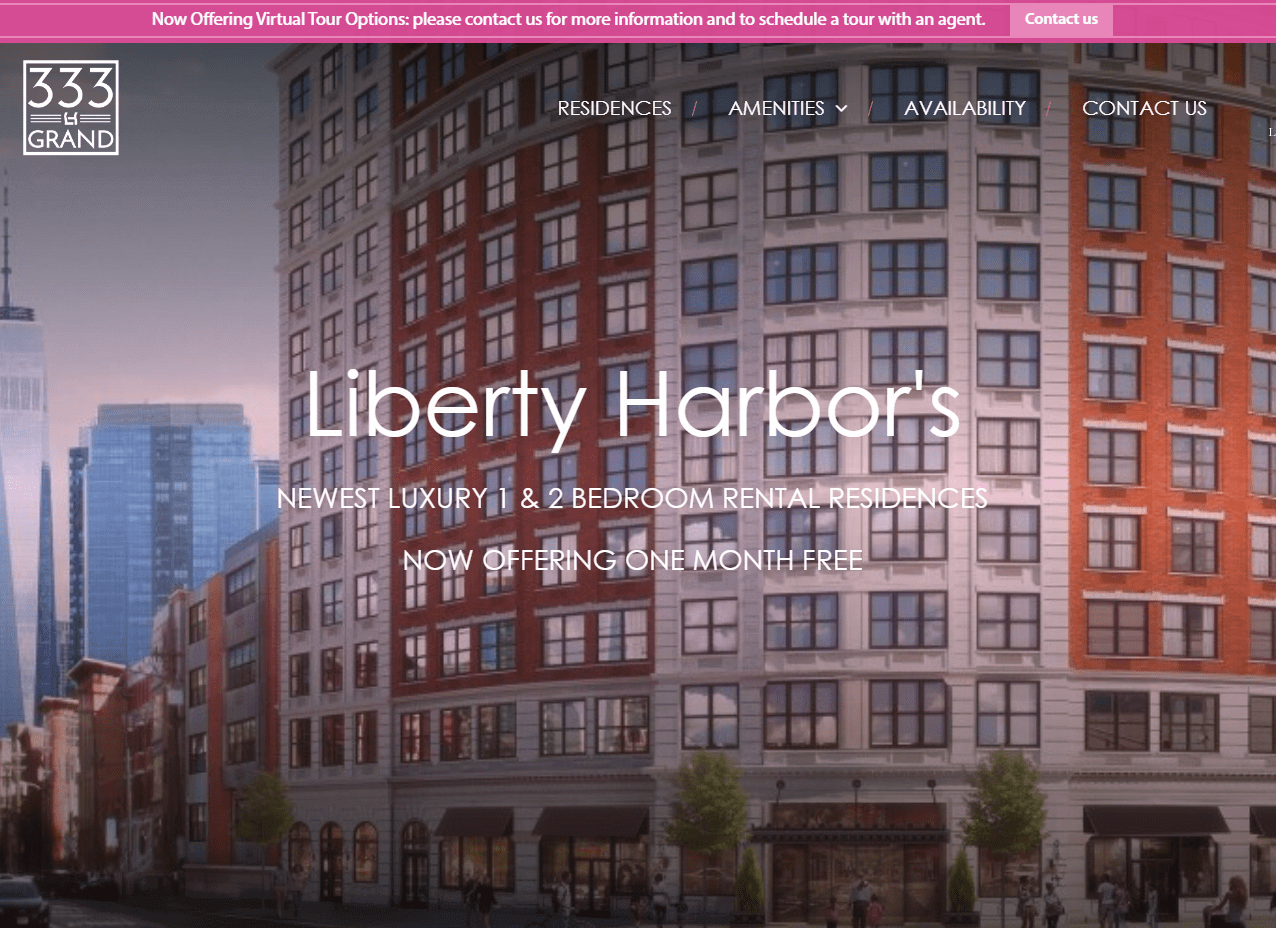 Now Offering Virtual Tour Options: please contact us for more information and to schedule a tour with an agent. Contact us
333
GRAND
RESIDENCES / AMENITIES / AVAILABILITY / CONTACT US
Liberty Harbor's
NEWEST LUXURY 1 & 2 BEDROOM RENTAL RESIDENCES
NOW OFFERING ONE MONTH FREE